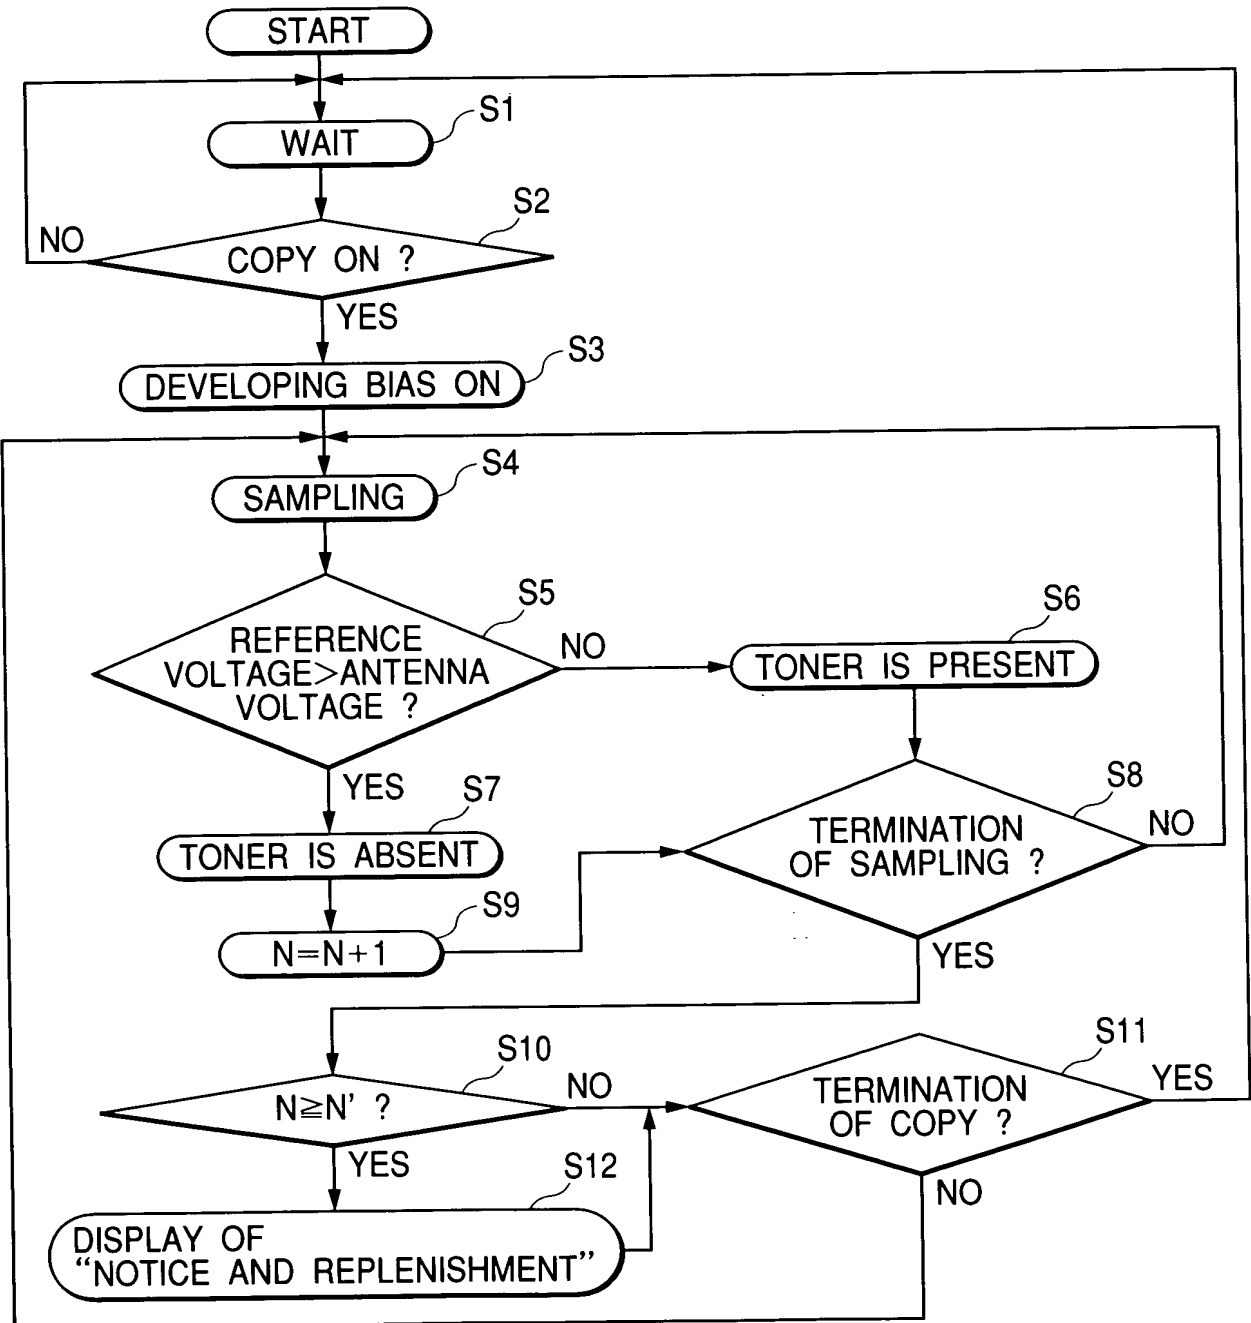 START
S1
WAIT
S2
NO
COPY ON ?
YES
S3
DEVELOPING BIAS ON
S4
SAMPLING
S5
REFERENCE
VOLTAGE>ANTENNA
VOLTAGE ?
NO
S6
TONER IS PRESENT
YES
S7
TONER IS ABSENT
S8
TERMINATION
OF SAMPLING ?
NO
S9
N=N+1
YES
S10
N≧N' ?
NO
S11
TERMINATION
OF COPY ?
YES
YES
S12
NO
DISPLAY OF
“NOTICE AND REPLENISHMENT”